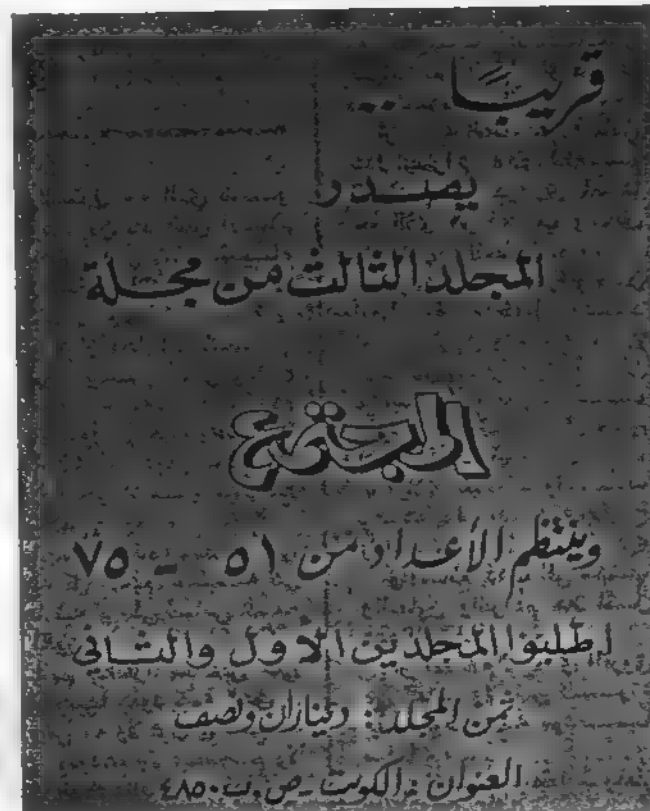 قريبًا ..
يصدر
المجلد الثالث من مجلة
المجتمع
وينتظم الأعداد من ٥١ - ٧٥
اطلبوا المجلدين الأول والثاني
ثمن المجلد: ديناران ونصف
العنوان : الكويت - ص.ب ٤٨٥٠